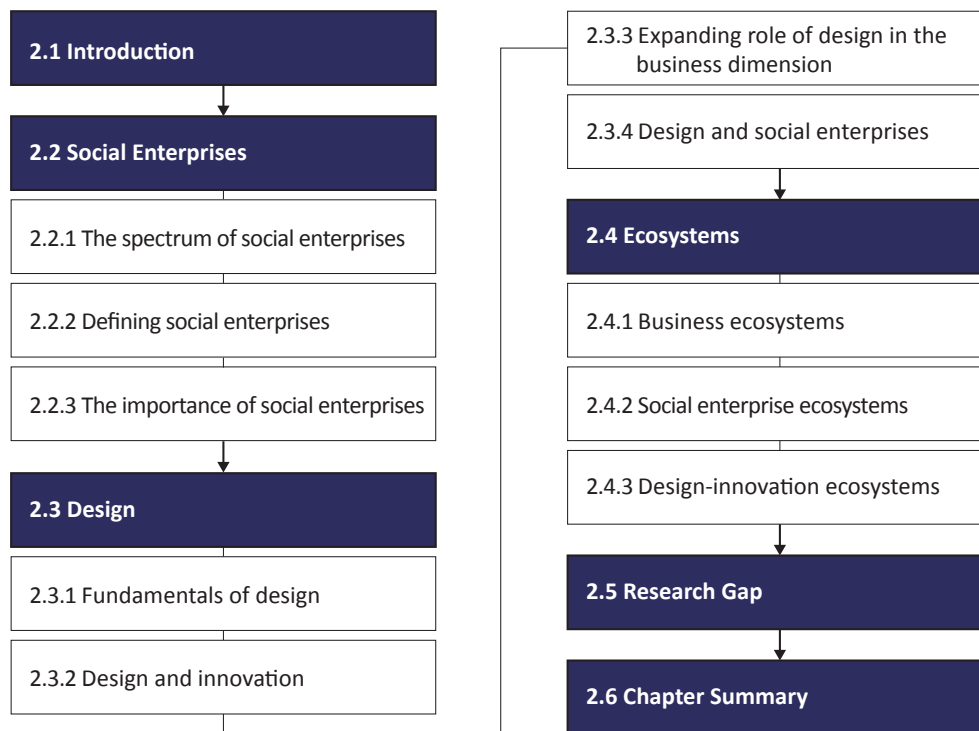 2.1 Introduction
2.2 Social Enterprises
2.2.1 The spectrum of social enterprises
2.2.2 Defining social enterprises
2.2.3 The importance of social enterprises
2.3 Design
2.3.1 Fundamentals of design
2.3.2 Design and innovation
2.3.3 Expanding role of design in the
business dimension
2.3.4 Design and social enterprises
2.4 Ecosystems
2.4.1 Business ecosystems
2.4.2 Social enterprise ecosystems
2.4.3 Design-innovation ecosystems
2.5 Research Gap
2.6 Chapter Summary